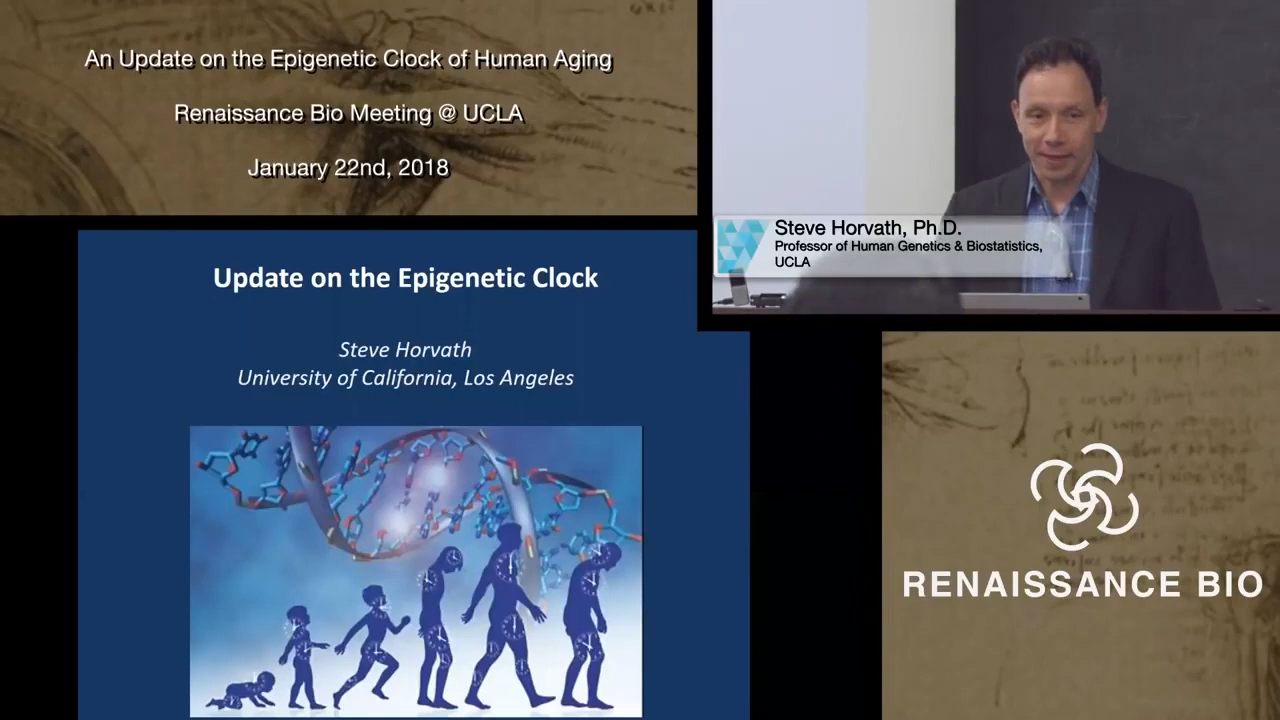 An Update on the Epigenetic Clock of Human Aging
Renaissance Bio Meeting @ UCLA
January 22nd, 2018
Steve Horvath, Ph.D.
Professor of Human Genetics & Biostatistics,
UCLA
Update on the Epigenetic Clock
Steve Horvath
University of California, Los Angeles
RENAISSANCE BIO